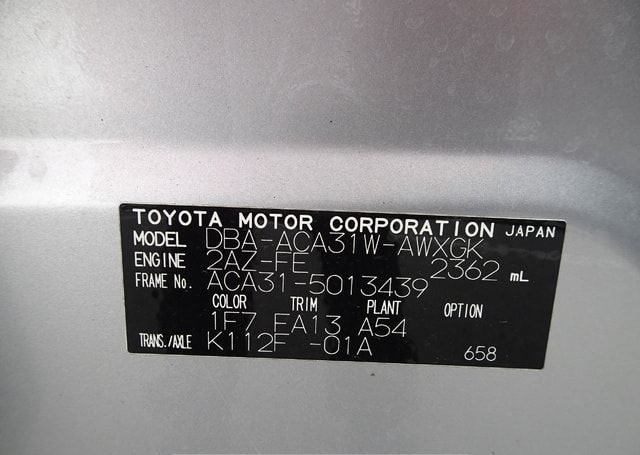 TOYOTA MOTOR CORPORATION JAPAN
MODEL DBA-ACA31W-AWXGK
ENGINE 2AZ-FE 2362 mL
FRAME No. ACA31-5013439
COLOR TRIM PLANT OPTION
1F7 FA13 A54
TRANS./AXLE K112F -01A 658